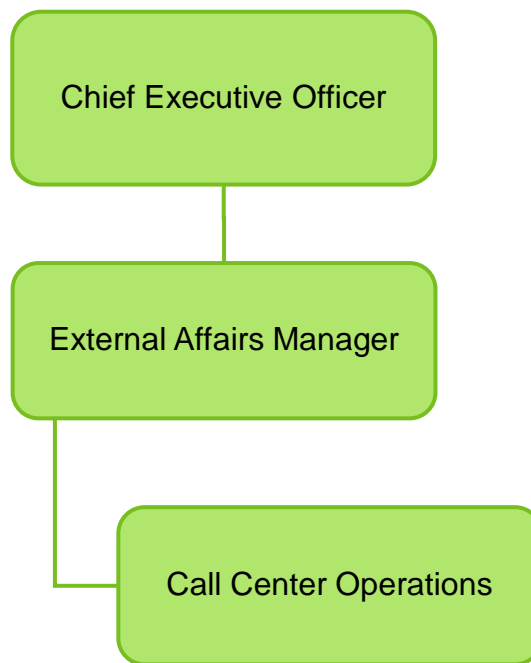 Chief Executive Officer
External Affairs Manager
Call Center Operations